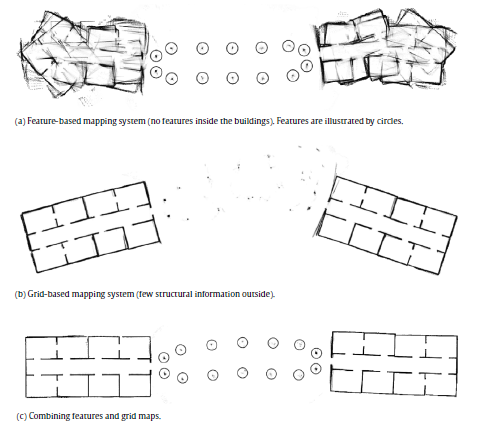 (a) Feature-based mapping system (no features inside the buildings). Features are illustrated by circles.
(b) Grid-based mapping system (few structural information outside).
(c) Combining features and grid maps.